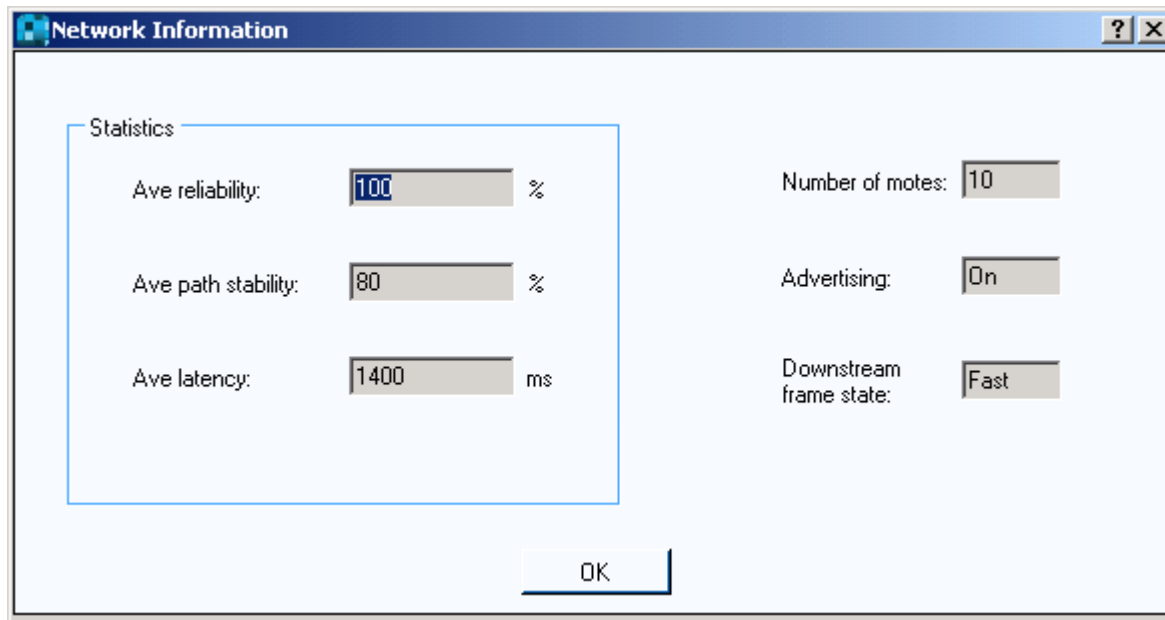 Network Information
Statistics
Ave reliability: 100 %
Ave path stability: 80 %
Ave latency: 1400 ms
Number of motes: 10
Advertising: On
Downstream
frame state: Fast
OK